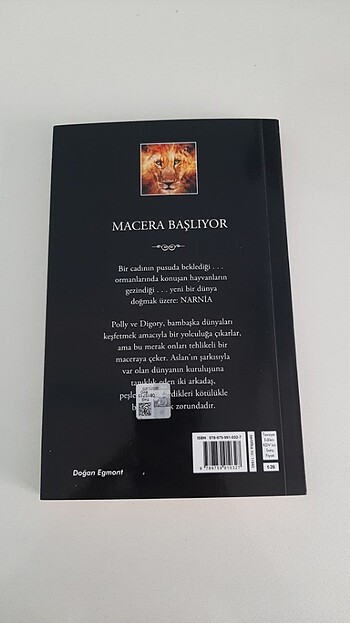 MACERA BAŞLIYOR
Bir cadının pusuda beklediği . . .
ormanlarında konuşan hayvanların
gezindiği . . . yeni bir dünya
doğmak üzere: NARNİA
Polly ve Digory, bambaşka dünyaları
keşfetmek amacıyla bir yolculuğa çıkarlar,
ama bu merak onları tehlikeli bir
maceraya çeker. Aslan'ın şarkısıyla
var olan dünyanın kuruluşuna
tanıklık eden iki arkadaş,
kötülükle
zorundadır.
ISBN
Doğan Egmont